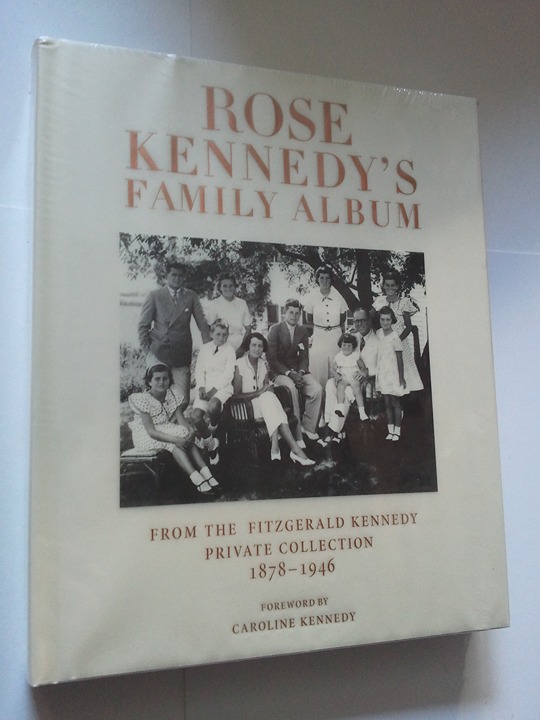 ROSE
KENNEDY'S
FAMILY ALBUM
FROM THE FITZGERALD KENNEDY
PRIVATE COLLECTION
1878–1946
FOREWORD BY
CAROLINE KENNEDY